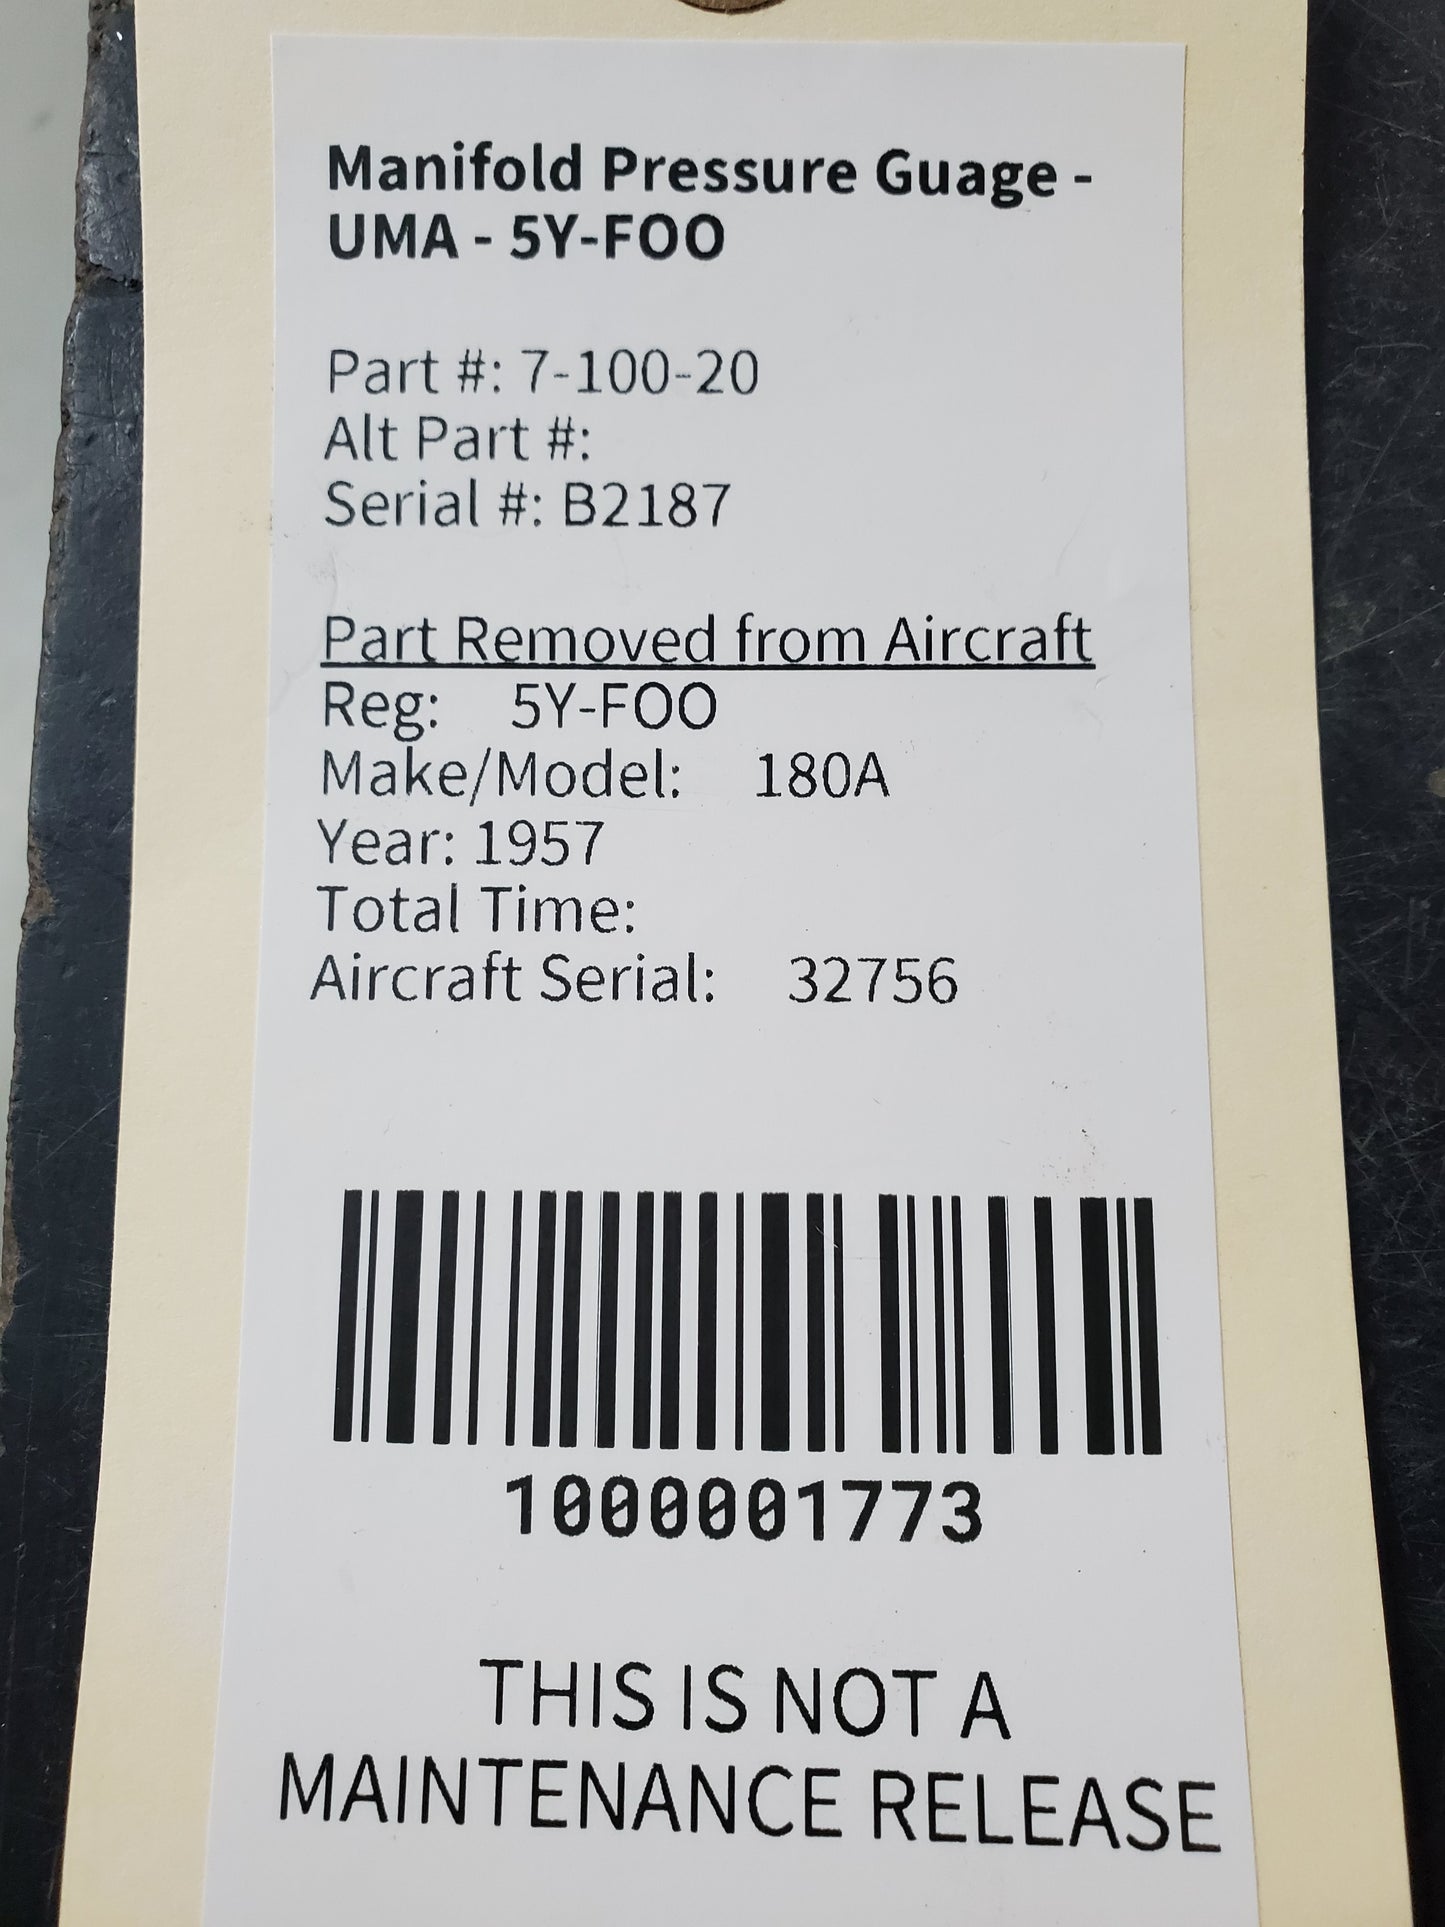 Manifold Pressure Guage -
UMA - 5Y-FOO
Part #: 7-100-20
Alt Part #:
Serial #: B2187
Part Removed from Aircraft
Reg: 5Y-FOO
Make/Model: 180A
Year: 1957
Total Time:
Aircraft Serial: 32756
1000001773
THIS IS NOT A
MAINTENANCE RELEASE